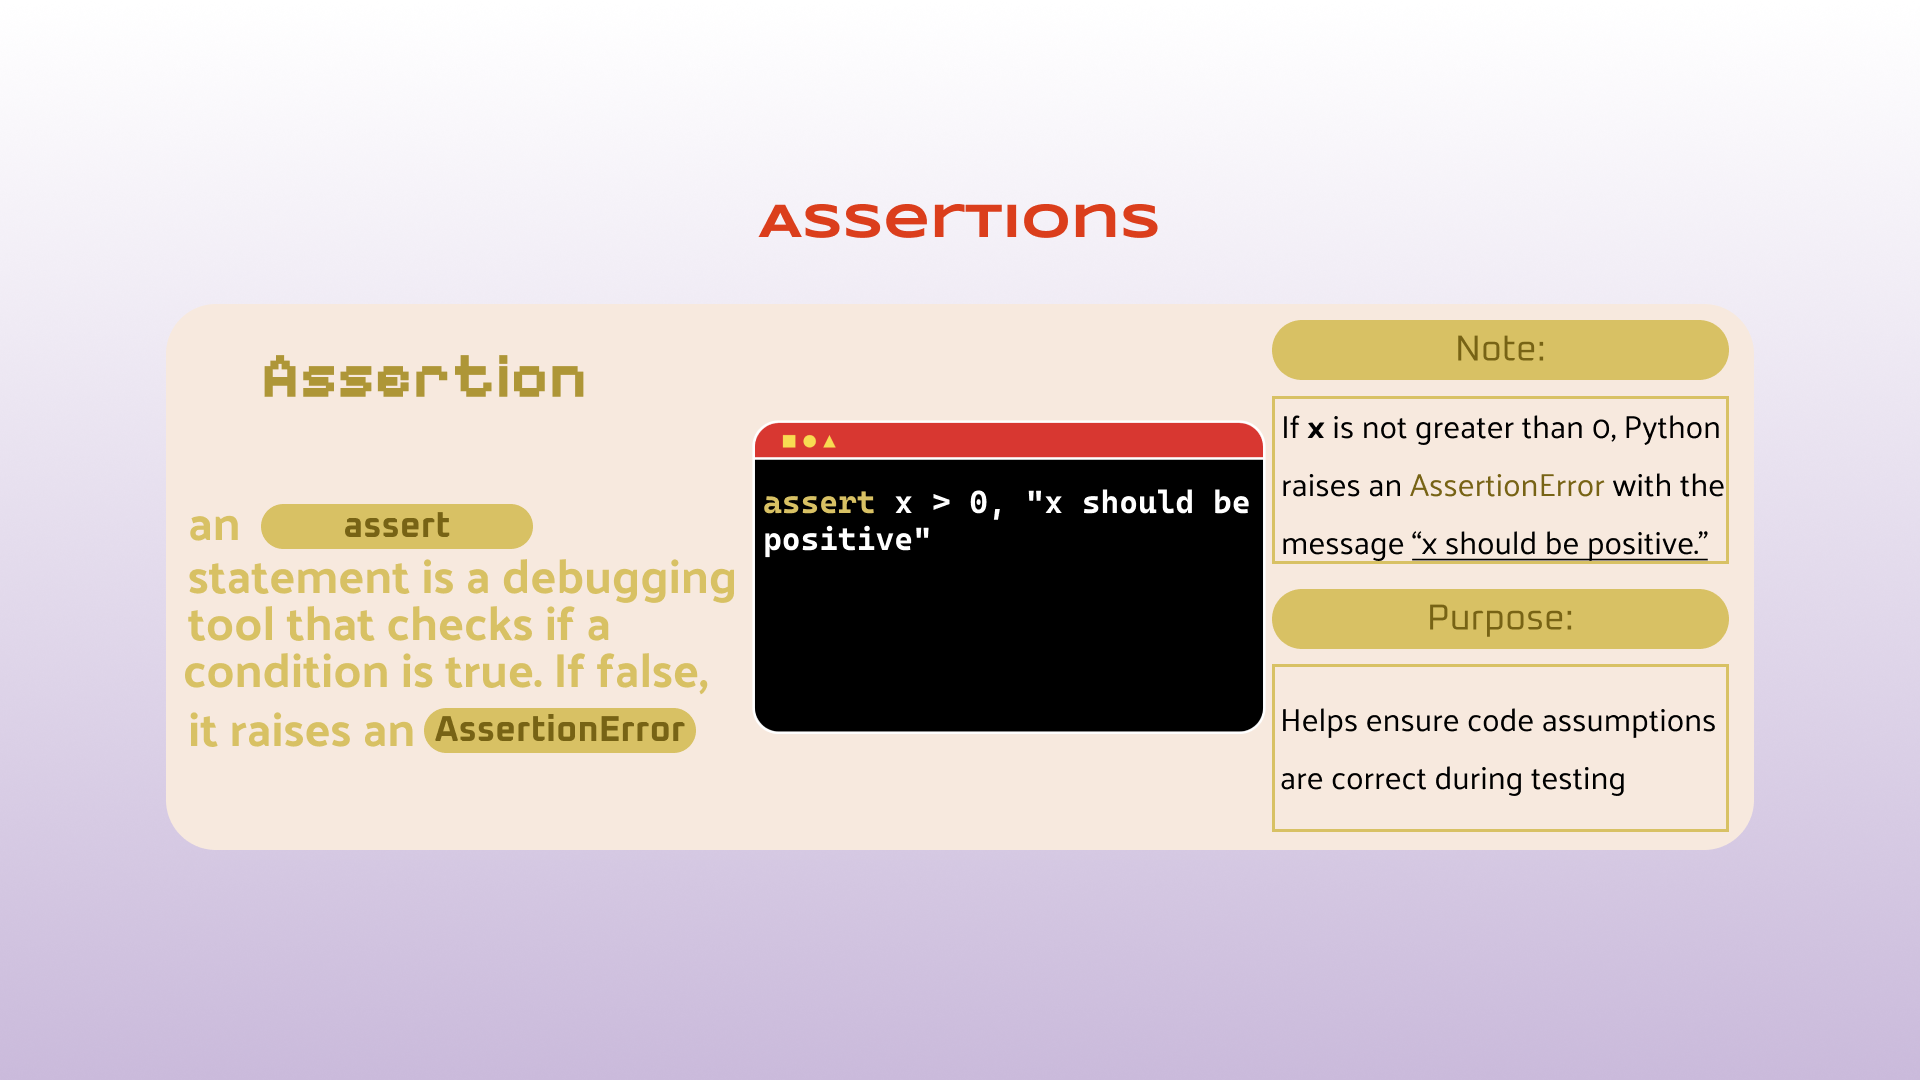 Assertions
Assertion
an assert
statement is a debugging
tool that checks if a
condition is true. If false,
it raises an AssertionError
assert x > 0, "x should be
positive"
Note:
If x is not greater than 0, Python
raises an AssertionError with the
message “x should be positive.”
Purpose:
Helps ensure code assumptions
are correct during testing